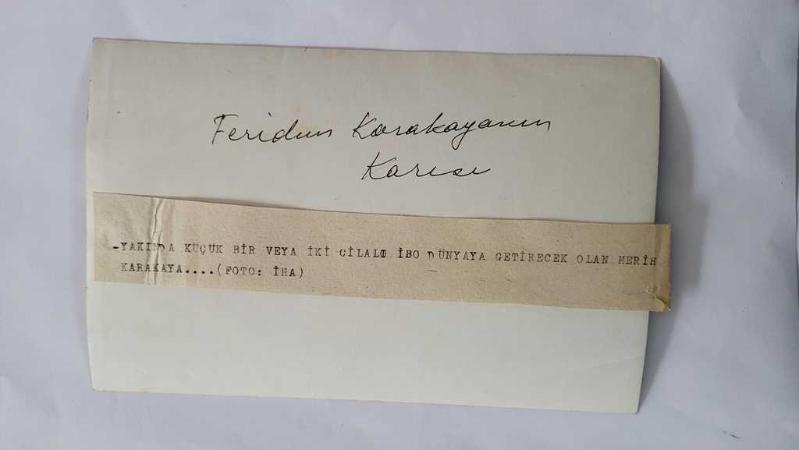 Feridun Karakayanın
Karısı
-YAKINDA KÜÇÜK BİR VEYA İKİ CİLALI İBO DÜNYAYA GETİRECEK OLAN MERİH
KARAKAYA....(FOTO: İHA)